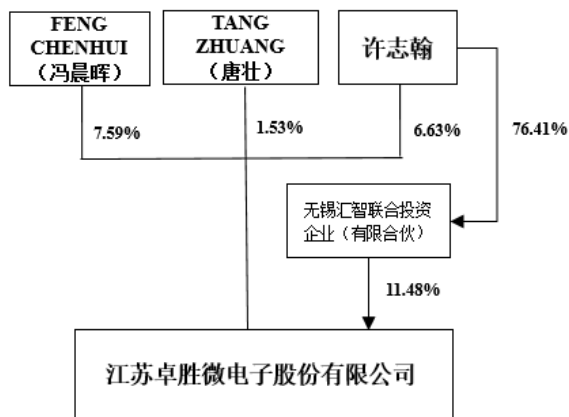 FENG
CHENHUI
（冯晨晖）
TANG
ZHUANG
（唐壮）
许志翰
7.59%
1.53%
6.63%
76.41%
无锡汇智联合投资
企业（有限合伙）
11.48%
江苏卓胜微电子股份有限公司